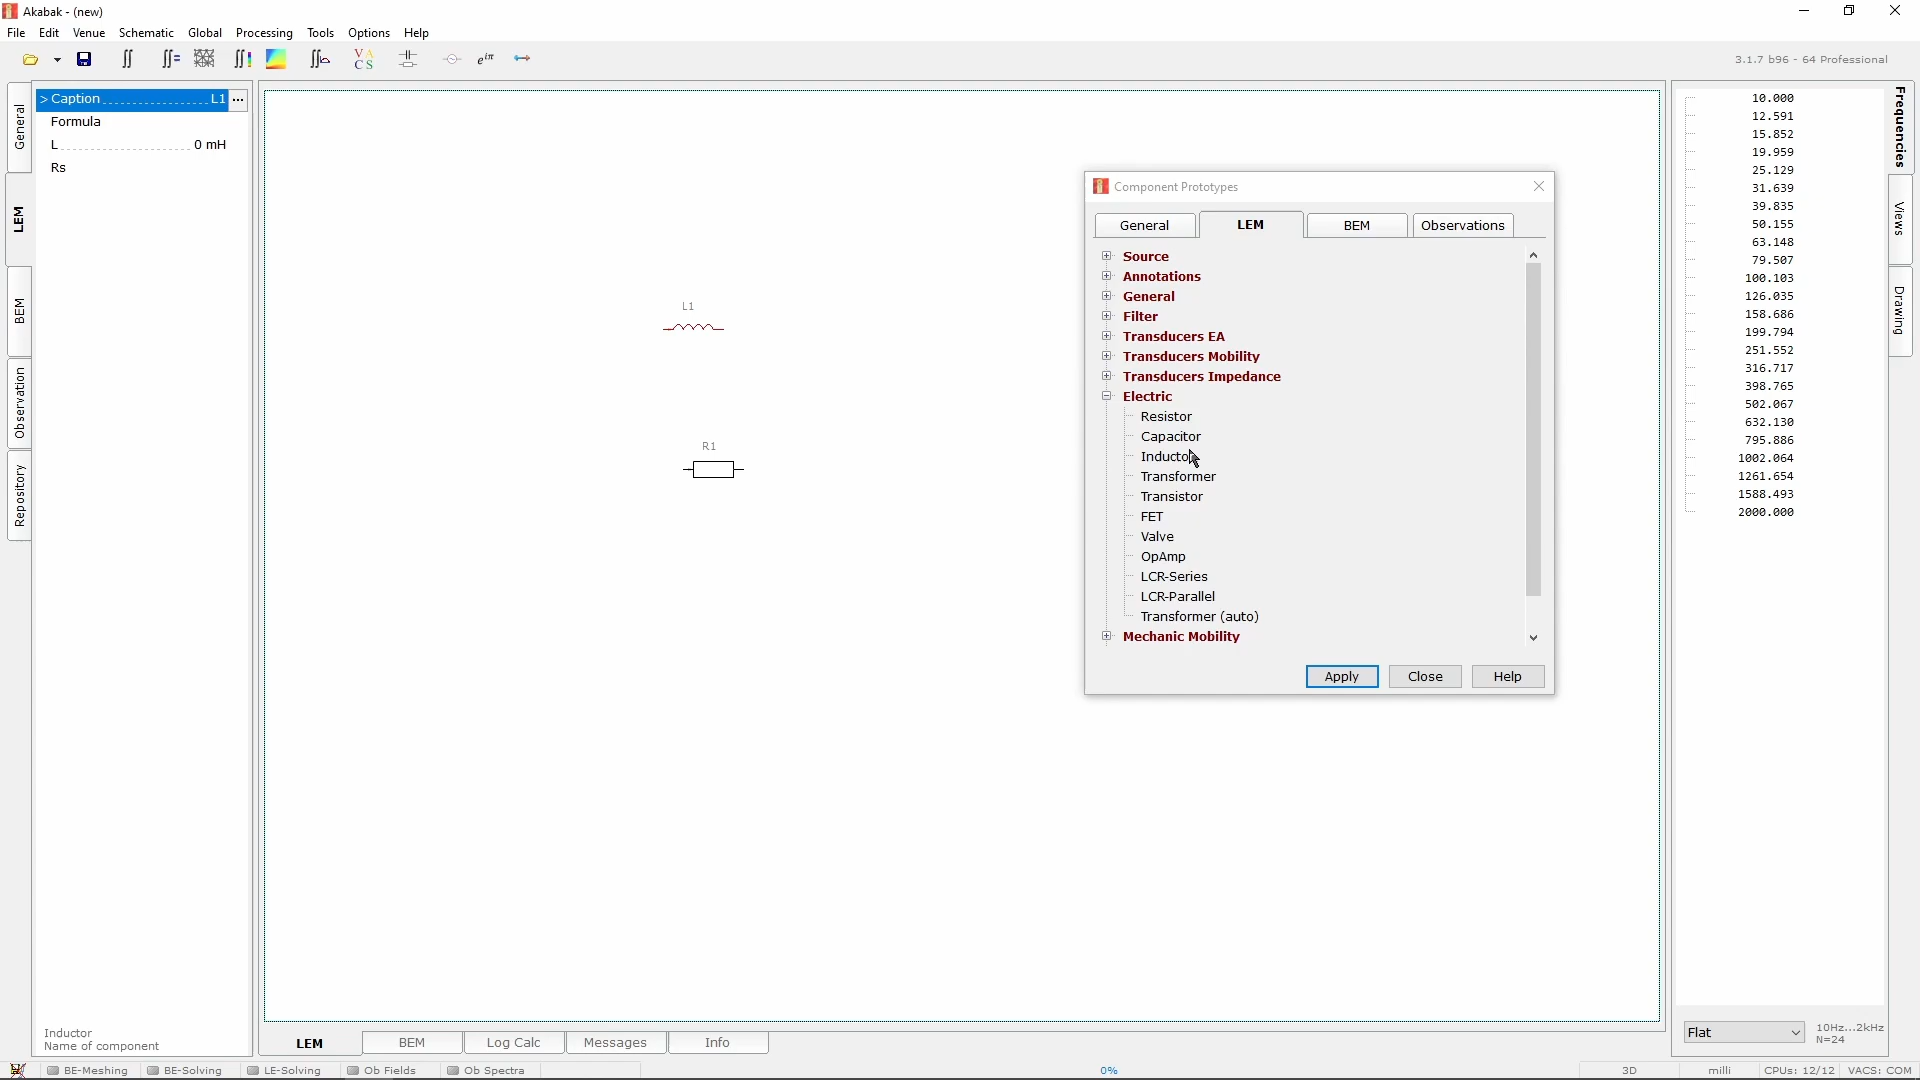 Akabak - (new)
File Edit Venue Schematic Global Processing Tools Options Help
VACS
eiπ
3.1.7 b96 - 64 Professional
General
LEM
BEM
Observation
Repository
> Caption L1 ...
Formula
L 0 mH
Rs
Inductor
Name of component
L1
R1
Component Prototypes
General LEM BEM Observations
Source
Annotations
General
Filter
Transducers EA
Transducers Mobility
Transducers Impedance
Electric
Resistor
Capacitor
Inductor
Transformer
Transistor
FET
Valve
OpAmp
LCR-Series
LCR-Parallel
Transformer (auto)
Mechanic Mobility
Apply Close Help
10.000
12.591
15.852
19.959
25.129
31.639
39.835
50.155
63.148
79.507
100.103
126.035
158.686
199.794
251.552
316.717
398.765
502.067
632.130
795.886
1002.064
1261.654
1588.493
2000.000
Frequencies
Views
Drawing
Flat
10Hz...2kHz
N=24
LEM BEM Log Calc Messages Info
BE-Meshing BE-Solving LE-Solving Ob Fields Ob Spectra 0% 3D milli CPUs: 12/12 VACS: COM